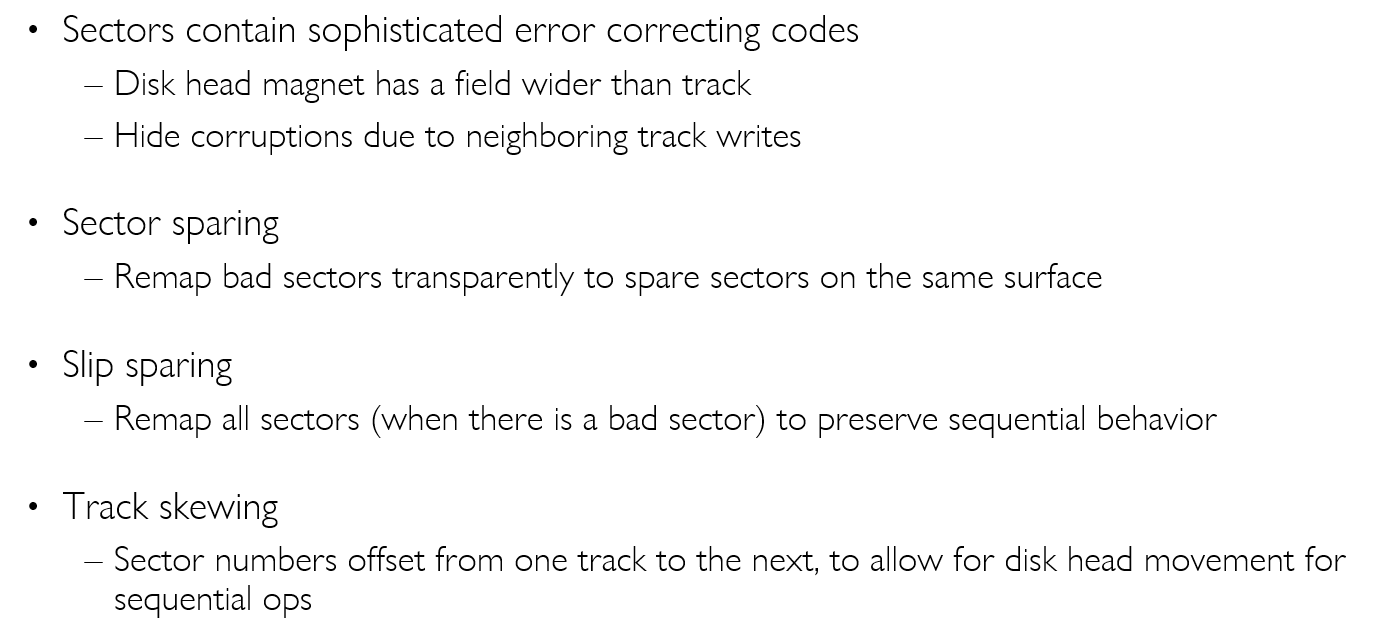 • Sectors contain sophisticated error correcting codes
– Disk head magnet has a field wider than track
– Hide corruptions due to neighboring track writes
• Sector sparing
– Remap bad sectors transparently to spare sectors on the same surface
• Slip sparing
– Remap all sectors (when there is a bad sector) to preserve sequential behavior
• Track skewing
– Sector numbers offset from one track to the next, to allow for disk head movement for
sequential ops